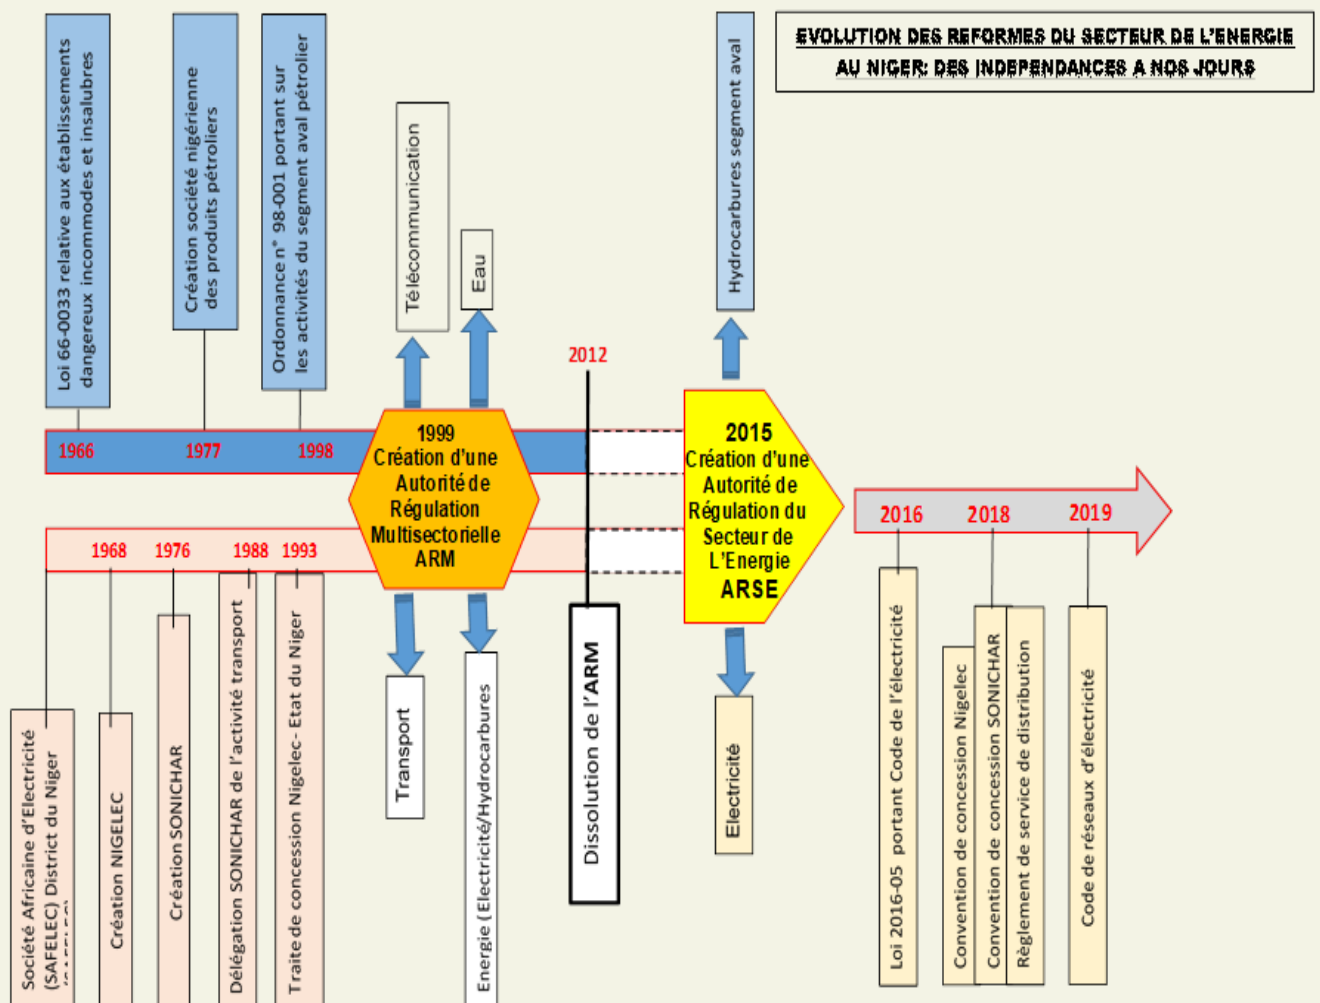 EVOLUTION DES REFORMES DU SECTEUR DE L'ENERGIE
AU NIGER: DES INDEPENDANCES A NOS JOURS
Loi 66-0033 relative aux établissements
dangereux incommodes et insalubres
Création société nigérienne
des produits pétroliers
Ordonnance n° 98-001 portant sur
les activités du segment aval pétrolier
Télécommunication
Eau
Hydrocarbures segment aval
2012
1966
1977
1998
1999
Création d'une
Autorité de
Régulation
Multisectorielle
ARM
2015
Création d'une
Autorité de
Régulation du
Secteur de
L'Energie
ARSE
2016
2018
2019
1968
1976
1988
1993
Société Africaine d'Electricité
(SAFELEC) District du Niger
Création NIGELEC
Création SONICHAR
Délégation SONICHAR de l'activité transport
Traite de concession Nigelec- Etat du Niger
Transport
Energie ( Electricité/Hydrocarbures
Dissolution de l'ARM
Electricité
Loi 2016-05 portant Code de l'électricité
Convention de concession Nigelec
Convention de concession SONICHAR
Règlement de service de distribution
Code de réseaux d'électricité